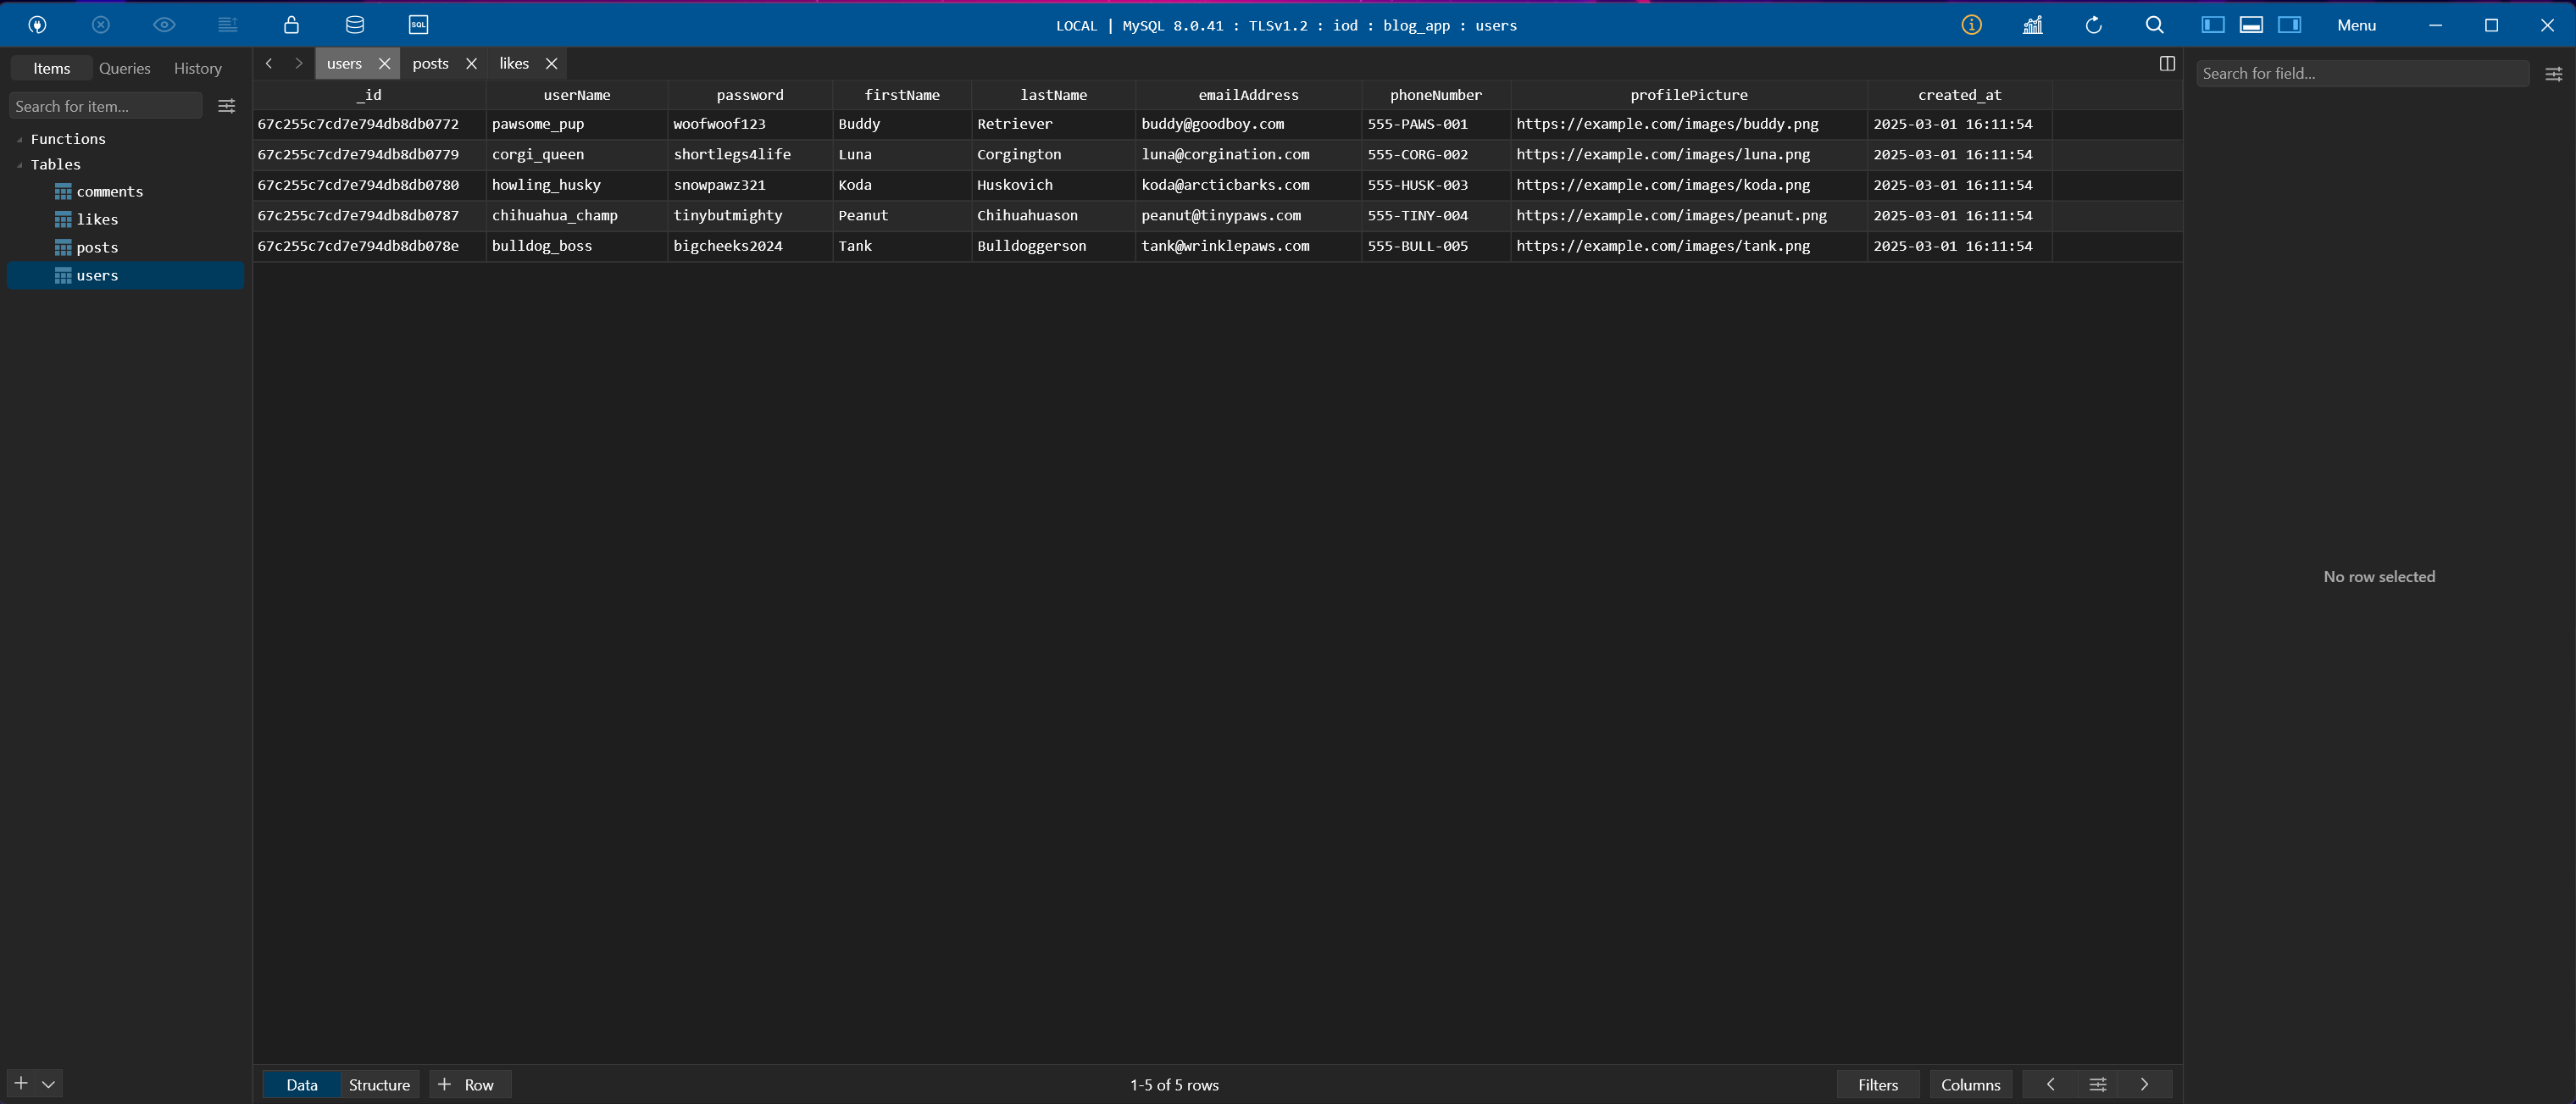 SQL
LOCAL | MySQL 8.0.41 : TLSv1.2 : iod : blog_app : users
Menu
Items Queries History
users posts likes
Search for item...
Search for field...
Functions
Tables
comments
likes
posts
users
_id userName password firstName lastName emailAddress phoneNumber profilePicture created_at
67c255c7cd7e794db8db0772 pawsome_pup woofwoof123 Buddy Retriever buddy@goodboy.com 555-PAWS-001 https://example.com/images/buddy.png 2025-03-01 16:11:54
67c255c7cd7e794db8db0779 corgi_queen shortlegs4life Luna Corgington luna@corgination.com 555-CORG-002 https://example.com/images/luna.png 2025-03-01 16:11:54
67c255c7cd7e794db8db0780 howling_husky snowpawz321 Koda Huskovich koda@arcticbarks.com 555-HUSK-003 https://example.com/images/koda.png 2025-03-01 16:11:54
67c255c7cd7e794db8db0787 chihuahua_champ tinybutmighty Peanut Chihuahuason peanut@tinypaws.com 555-TINY-004 https://example.com/images/peanut.png 2025-03-01 16:11:54
67c255c7cd7e794db8db078e bulldog_boss bigcheeks2024 Tank Bulldoggerson tank@wrinklepaws.com 555-BULL-005 https://example.com/images/tank.png 2025-03-01 16:11:54
No row selected
Data Structure + Row
1-5 of 5 rows
Filters Columns